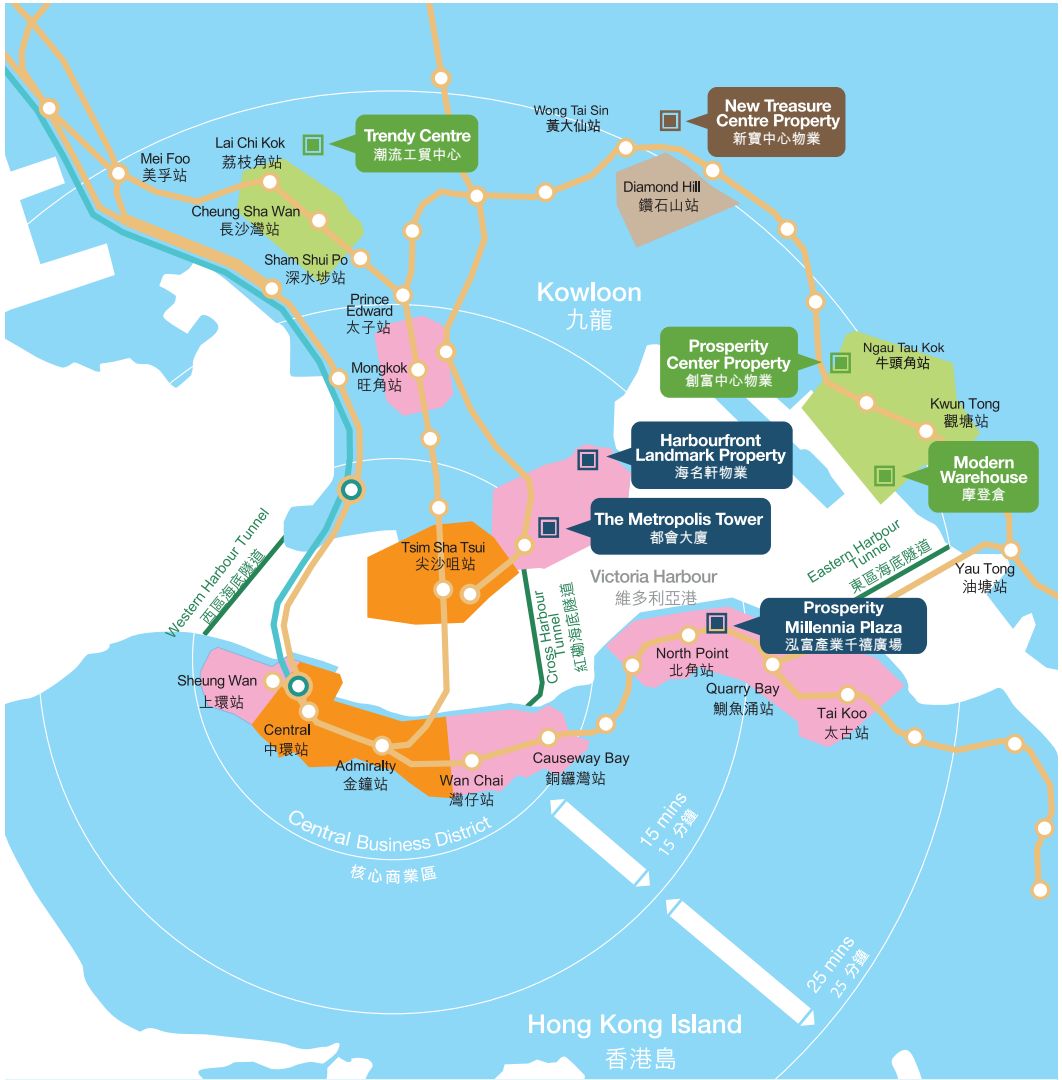 New Treasure
Centre Property
新寶中心物業
Wong Tai Sin
黃大仙站
Trendy Centre
潮流工貿中心
Lai Chi Kok
荔枝角站
Mei Foo
美孚站
Diamond Hill
鑽石山站
Cheung Sha Wan
長沙灣站
Sham Shui Po
深水埗站
Kowloon
九龍
Prince
Edward
太子站
Prosperity
Center Property
創富中心物業
Ngau Tau Kok
牛頭角站
Mongkok
旺角站
Kwun Tong
觀塘站
Harbourfront
Landmark Property
海名軒物業
Modern
Warehouse
摩登倉
The Metropolis Tower
都會大廈
Western Harbour Tunnel
西區海底隧道
Tsim Sha Tsui
尖沙咀站
Eastern Harbour
Tunnel
東區海底隧道
Victoria Harbour
維多利亞港
Yau Tong
油塘站
Cross Harbour
Tunnel
紅磡海底隧道
Prosperity
Millennia Plaza
泓富產業千禧廣場
North Point
北角站
Sheung Wan
上環站
Quarry Bay
鰂魚涌站
Tai Koo
太古站
Central
中環站
Admiralty
金鐘站
Wan Chai
灣仔站
Causeway Bay
銅鑼灣站
Central Business District
核心商業區
15 mins
15 分鐘
25 mins
25 分鐘
Hong Kong Island
香港島